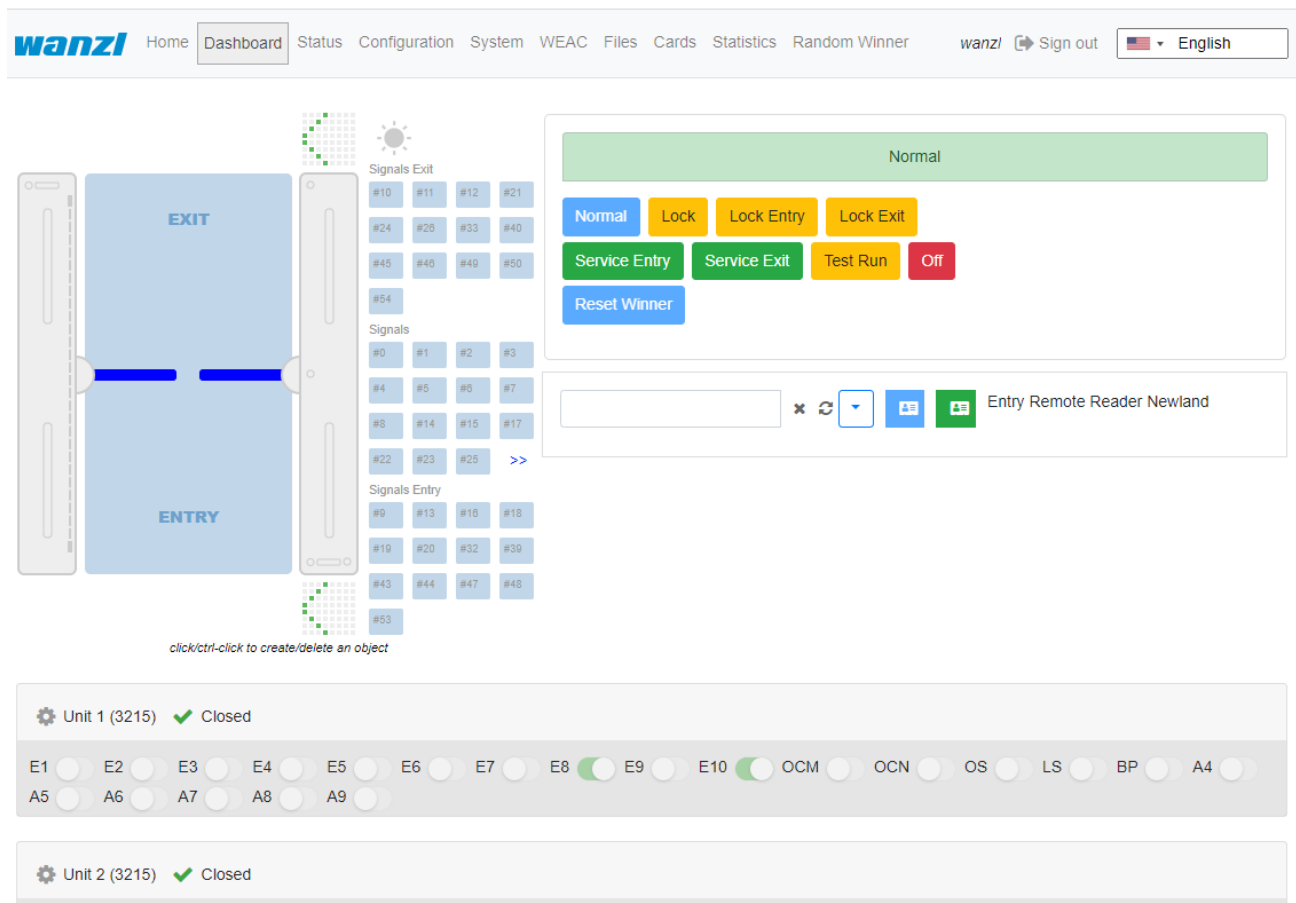 wanzl Home Dashboard Status Configuration System WEAC Files Cards Statistics Random Winner wanzl Sign out English
Signals Exit
#10 #11 #12 #21
#24 #26 #33 #40
#45 #46 #49 #50
#54
Signals
#0 #1 #2 #3
#4 #5 #6 #7
#8 #14 #15 #17
#22 #23 #25 >>
Signals Entry
#9 #13 #16 #18
#19 #20 #32 #39
#43 #44 #47 #48
#53
EXIT
ENTRY
click/ctrl-click to create/delete an object
Normal
Normal Lock Lock Entry Lock Exit
Service Entry Service Exit Test Run Off
Reset Winner
Entry Remote Reader Newland
Unit 1 (3215) Closed
E1 E2 E3 E4 E5 E6 E7 E8 E9 E10 OCM OCN OS LS BP A4
A5 A6 A7 A8 A9
Unit 2 (3215) Closed